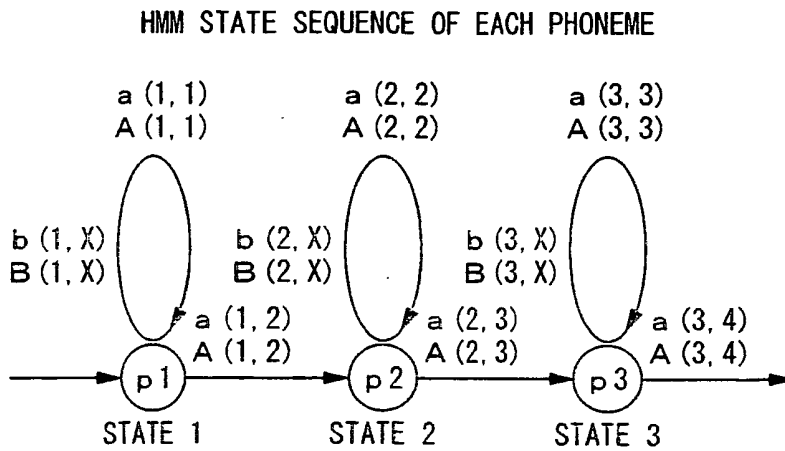 HMM STATE SEQUENCE OF EACH PHONEME
a (1, 1) a (2, 2) a (3, 3)
A (1, 1) A (2, 2) A (3, 3)
b (1, X) b (2, X) b (3, X)
B (1, X) B (2, X) B (3, X)
a (1, 2) a (2, 3) a (3, 4)
A (1, 2) A (2, 3) A (3, 4)
p1 p2 p3
STATE 1 STATE 2 STATE 3